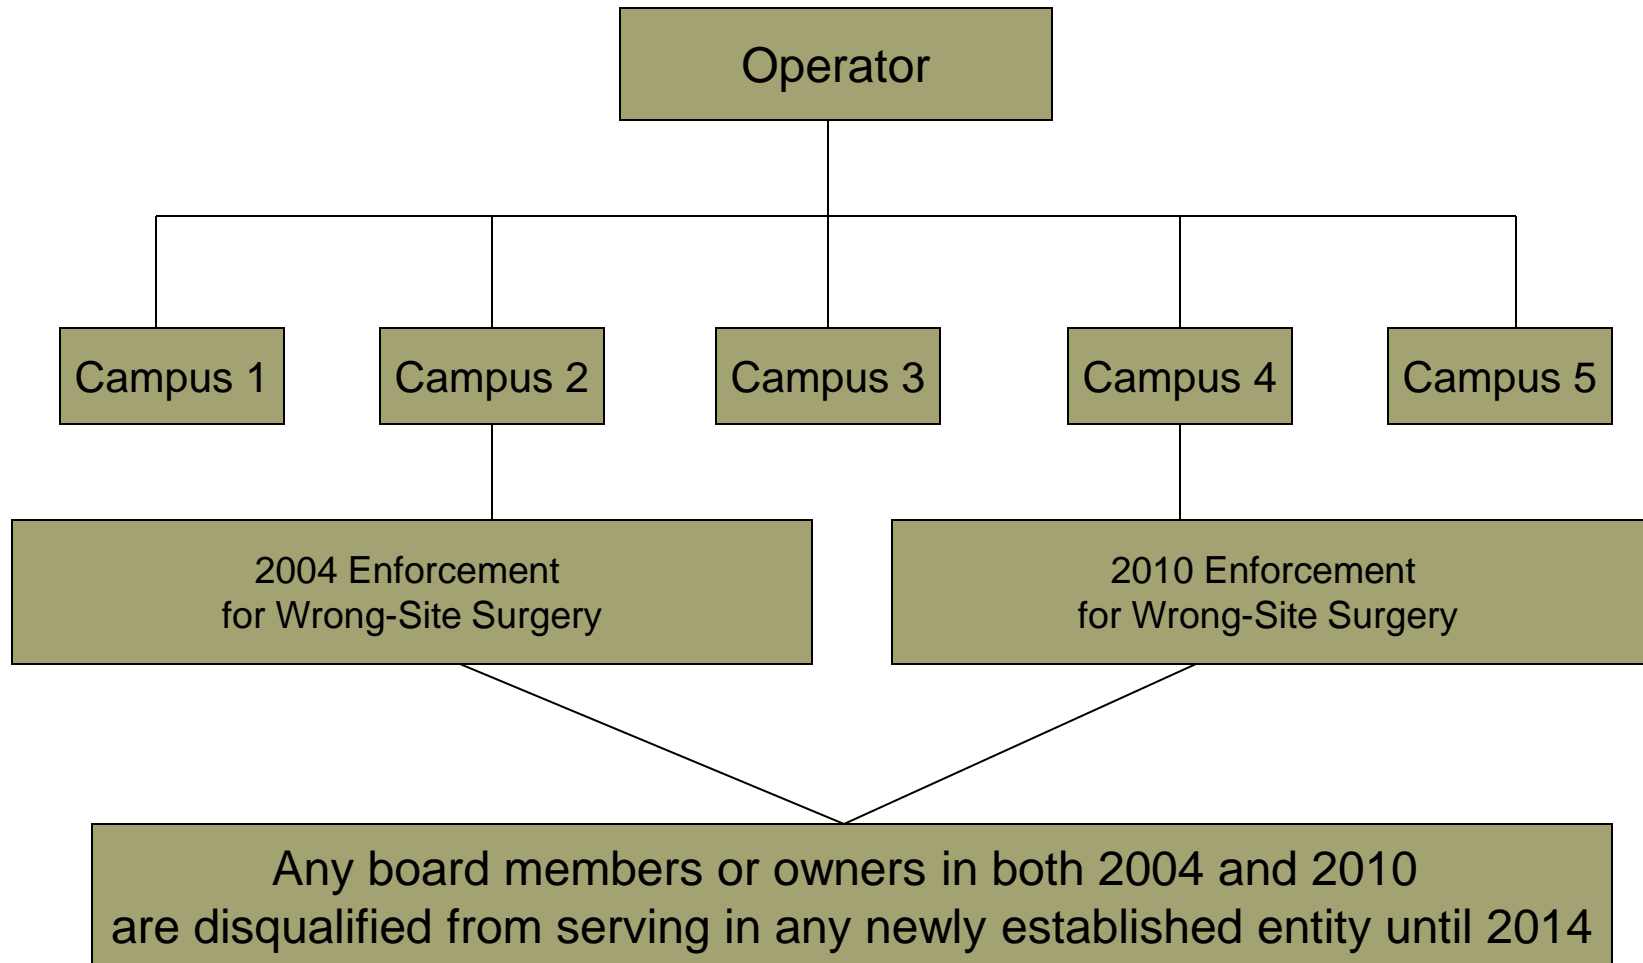 Operator
Campus 1
Campus 2
Campus 3
Campus 4
Campus 5
2004 Enforcement
for Wrong-Site Surgery
2010 Enforcement
for Wrong-Site Surgery
Any board members or owners in both 2004 and 2010
are disqualified from serving in any newly established entity until 2014